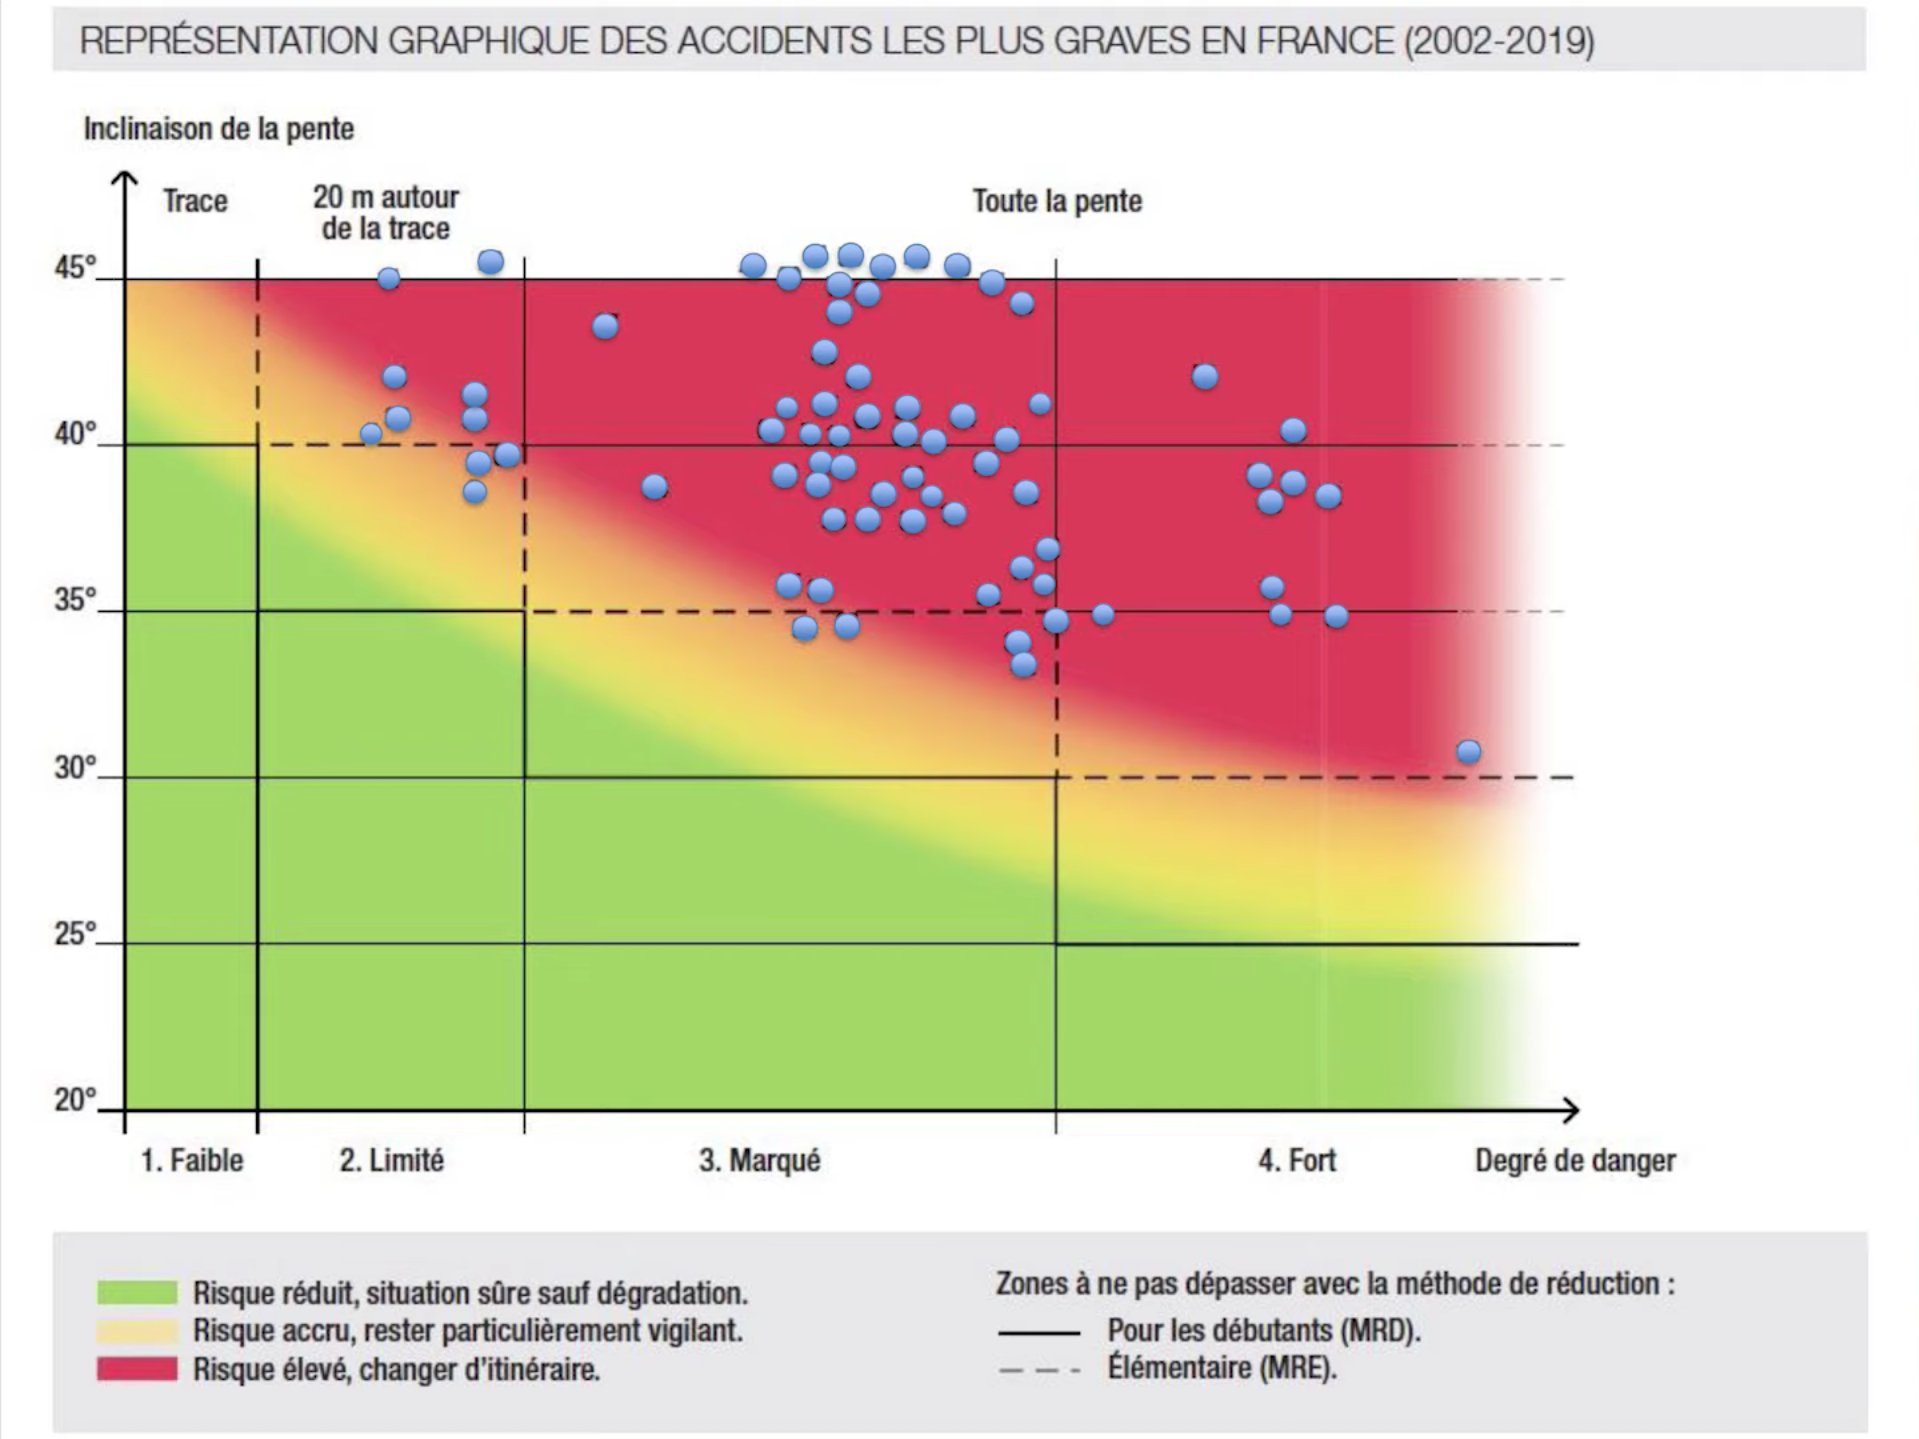 REPRÉSENTATION GRAPHIQUE DES ACCIDENTS LES PLUS GRAVES EN FRANCE (2002-2019)
Inclinaison de la pente
Trace
20 m autour
de la trace
Toute la pente
45°
40°
35°
30°
25°
20°
1. Faible
2. Limité
3. Marqué
4. Fort
Degré de danger
Risque réduit, situation sûre sauf dégradation.
Risque accru, rester particulièrement vigilant.
Risque élevé, changer d'itinéraire.
Zones à ne pas dépasser avec la méthode de réduction :
Pour les débutants (MRD).
Élémentaire (MRE).